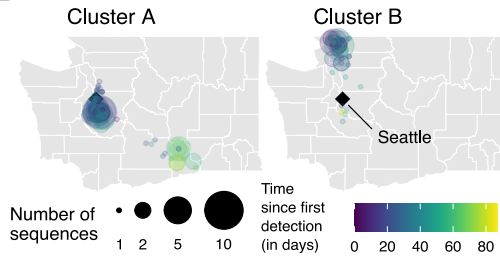 Cluster A
Cluster B
Seattle
Number of
sequences
1 2 5 10
Time
since first
detection
(in days)
0 20 40 60 80